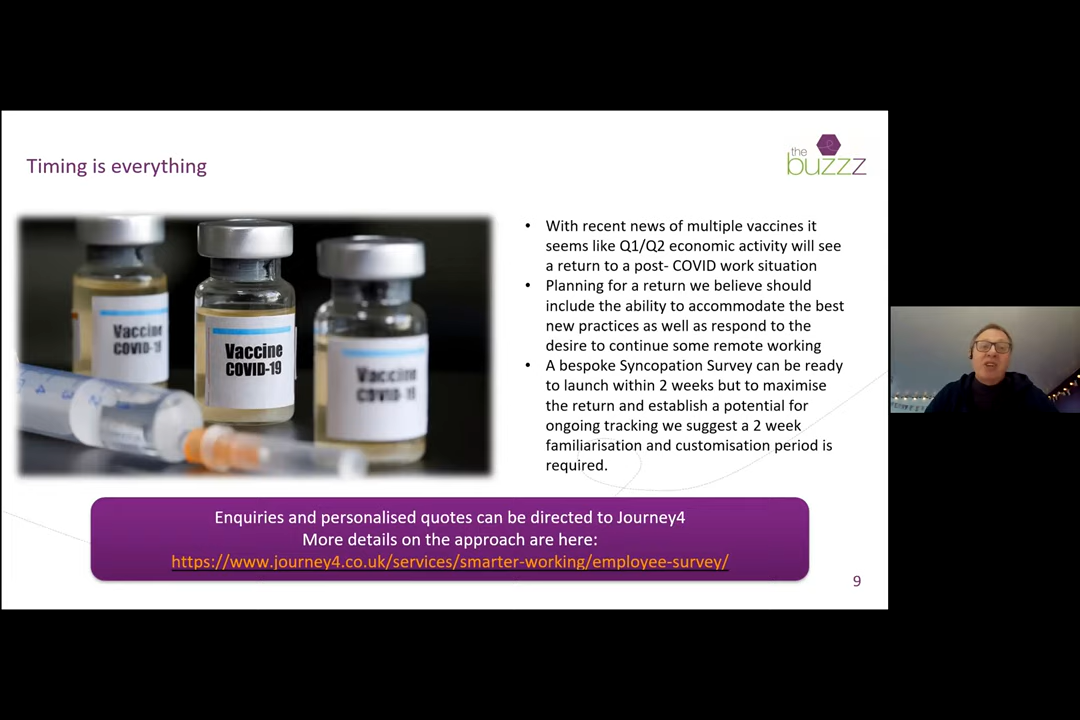 Timing is everything
the
buzzz
Vaccine
COVID-19
Vaccine
COVID-19
Vaccine
COVID-19
• With recent news of multiple vaccines it
seems like Q1/Q2 economic activity will see
a return to a post- COVID work situation
• Planning for a return we believe should
include the ability to accommodate the best
new practices as well as respond to the
desire to continue some remote working
• A bespoke Syncopation Survey can be ready
to launch within 2 weeks but to maximise
the return and establish a potential for
ongoing tracking we suggest a 2 week
familiarisation and customisation period is
required.
Enquiries and personalised quotes can be directed to Journey4
More details on the approach are here:
https://www.journey4.co.uk/services/smarter-working/employee-survey/
9